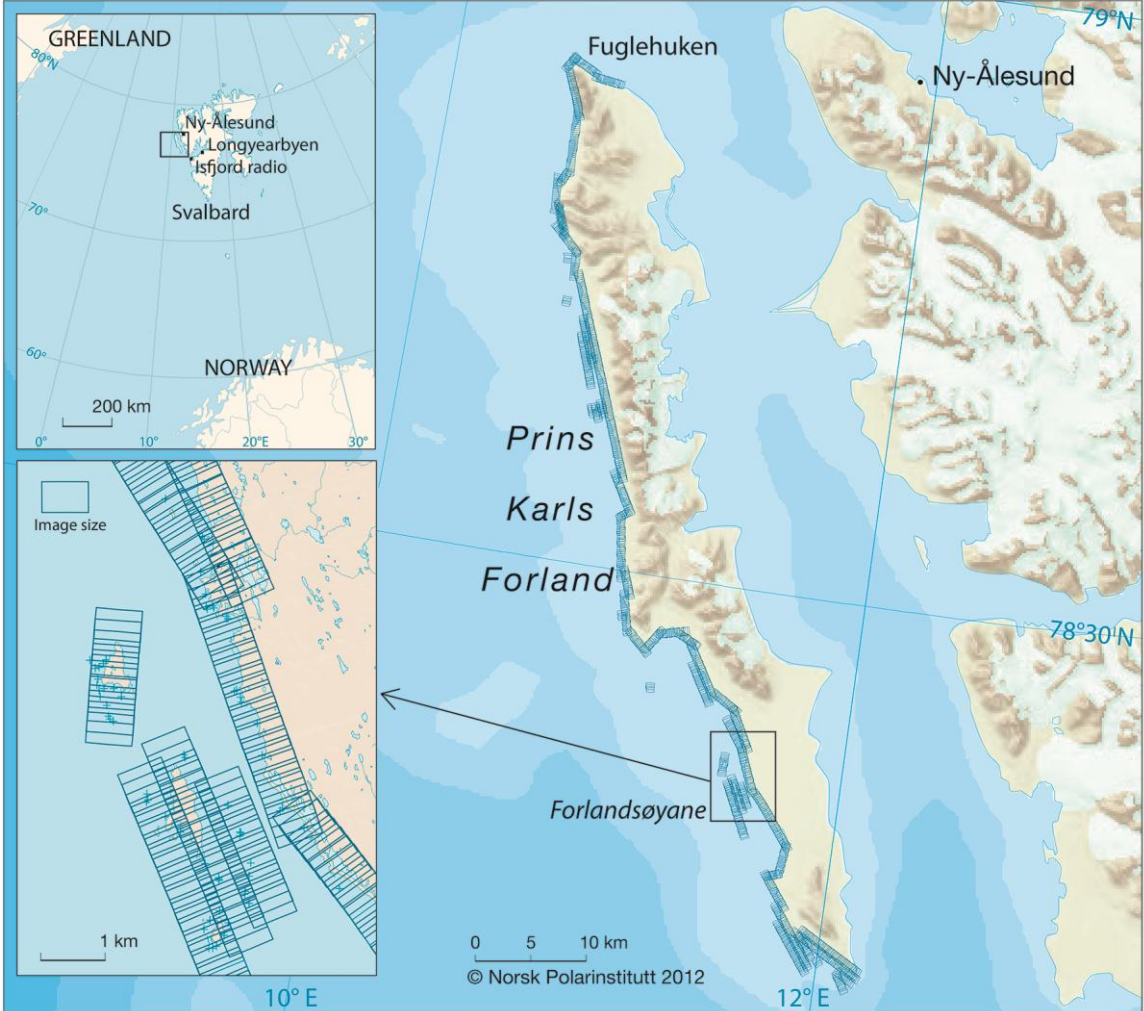 GREENLAND
80°N
Ny-Ålesund
Longyearbyen
Isfjord radio
Svalbard
70°
60°
NORWAY
200 km
0°
10°
20°E
30°
Image size
1 km
79°N
Fuglehuken
Ny-Ålesund
Prins
Karls
Forland
78°30'N
Forlandsøyane
0 5 10 km
© Norsk Polarinstitutt 2012
10° E
12° E